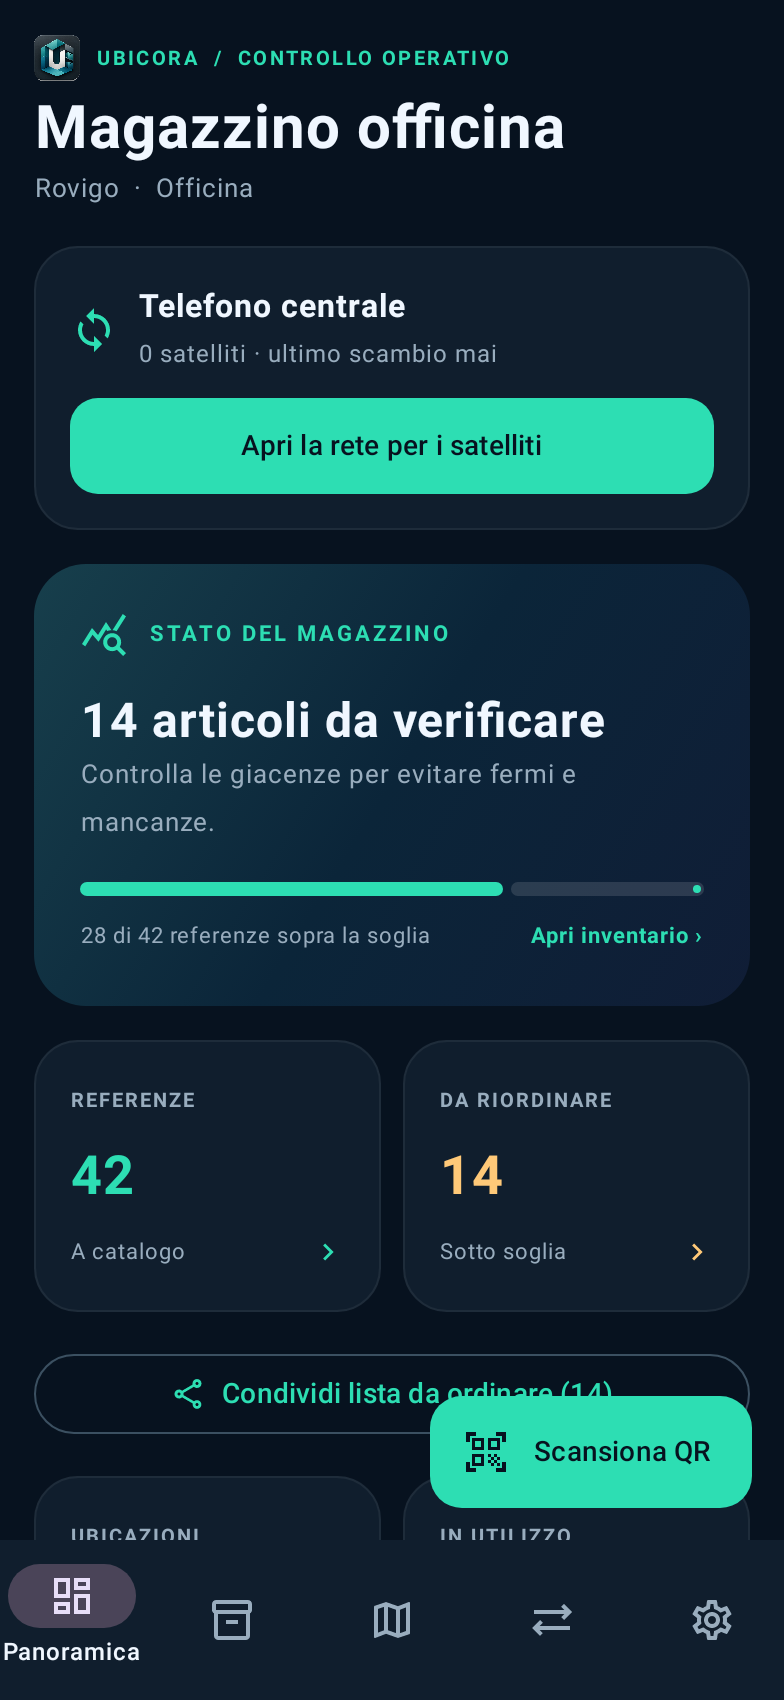 UBICORA / CONTROLLO OPERATIVO
Magazzino officina
Rovigo · Officina
Telefono centrale
0 satelliti · ultimo scambio mai
Apri la rete per i satelliti
STATO DEL MAGAZZINO
14 articoli da verificare
Controlla le giacenze per evitare fermi e
mancanze.
28 di 42 referenze sopra la soglia
Apri inventario ›
REFERENZE
42
A catalogo
DA RIORDINARE
14
Sotto soglia
Condividi lista da ordinare (14)
Scansiona QR
UBICAZIONI
IN UTILIZZO
Panoramica